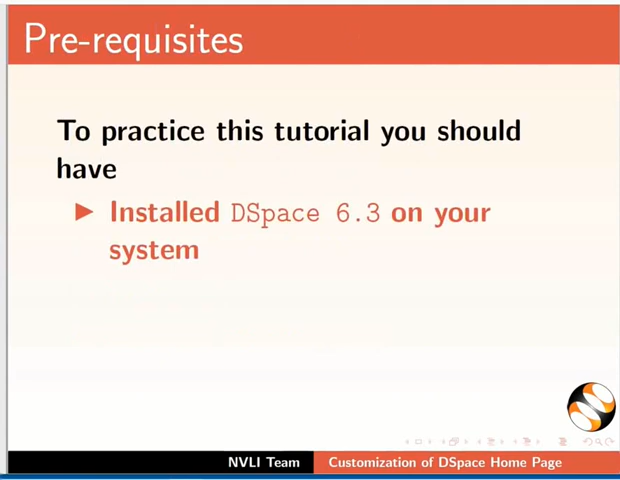 Pre-requisites
To practice this tutorial you should
have
Installed DSpace 6.3 on your
system
NVLI Team
Customization of DSpace Home Page